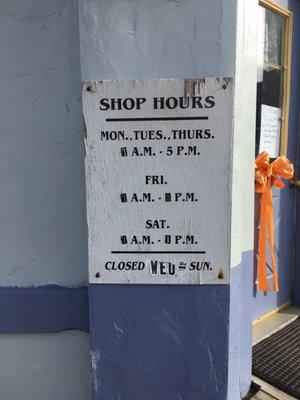 SHOP HOURS
MON., TUES., THURS.
A.M. - 5 P.M.
FRI.
A.M. - P.M.
SAT.
A.M. - P.M.
CLOSED WED & SUN.